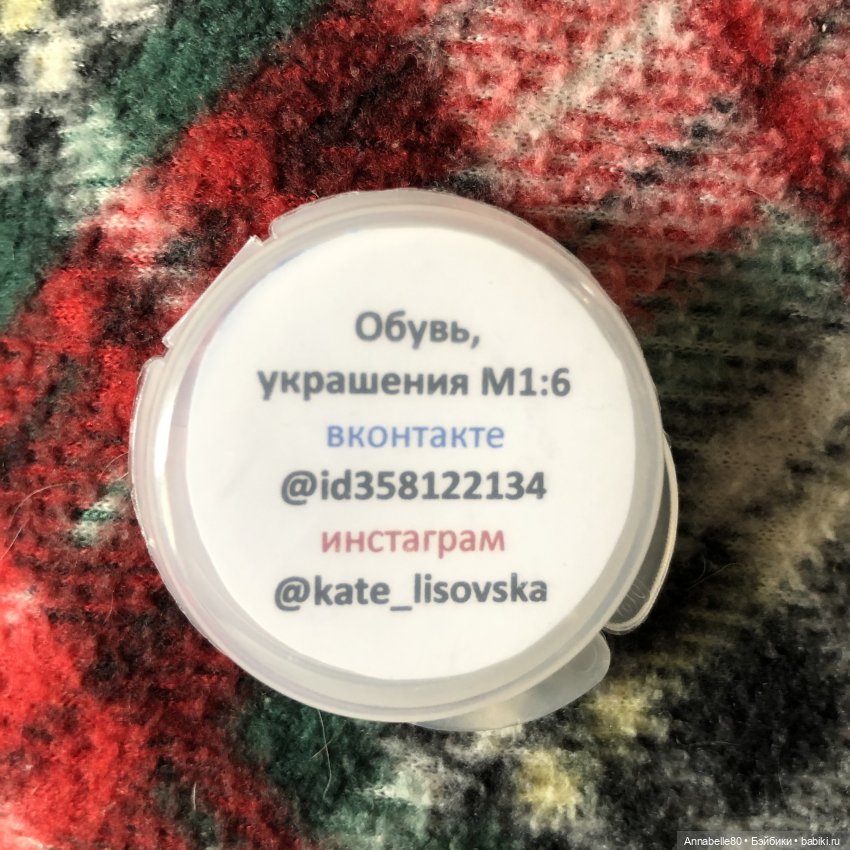 Обувь,
украшения М1:6
вконтакте
@id358122134
инстаграм
@kate_lisovska
Annabelle80 • Бэйбики • babiki.ru